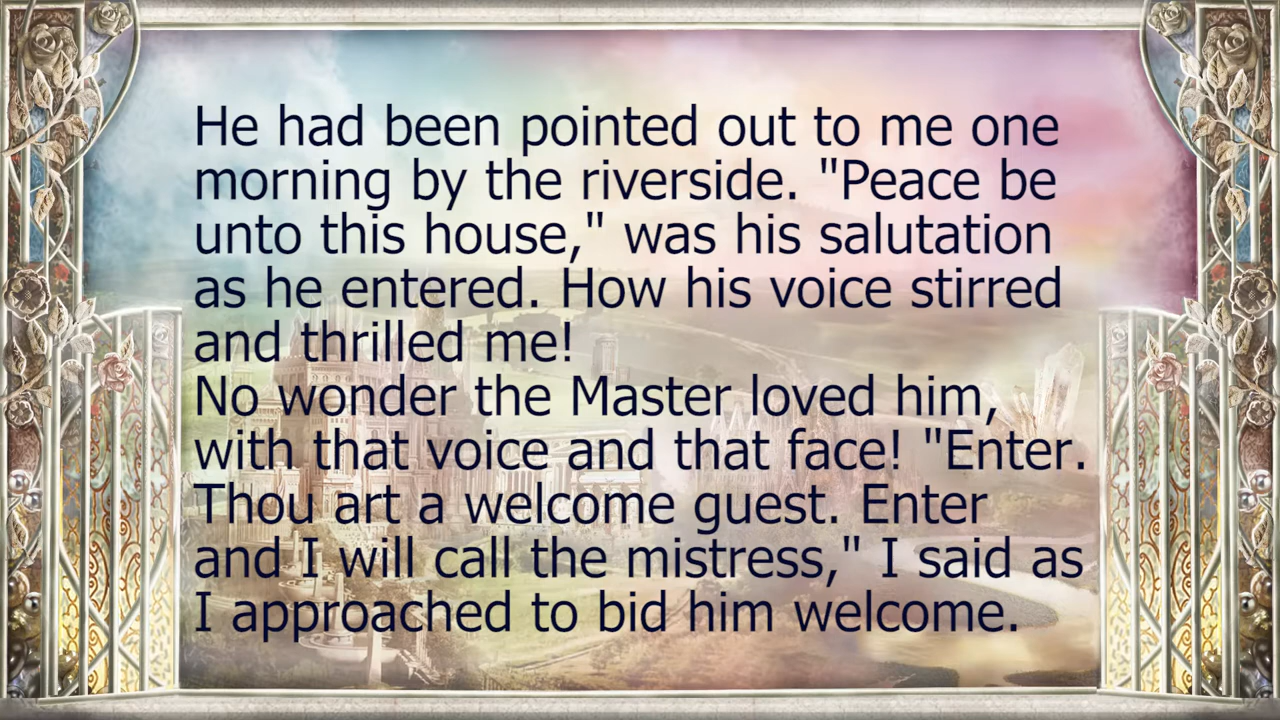 He had been pointed out to me one
morning by the riverside. "Peace be
unto this house," was his salutation
as he entered. How his voice stirred
and thrilled me!
No wonder the Master loved him,
with that voice and that face! "Enter.
Thou art a welcome guest. Enter
and I will call the mistress," I said as
I approached to bid him welcome.